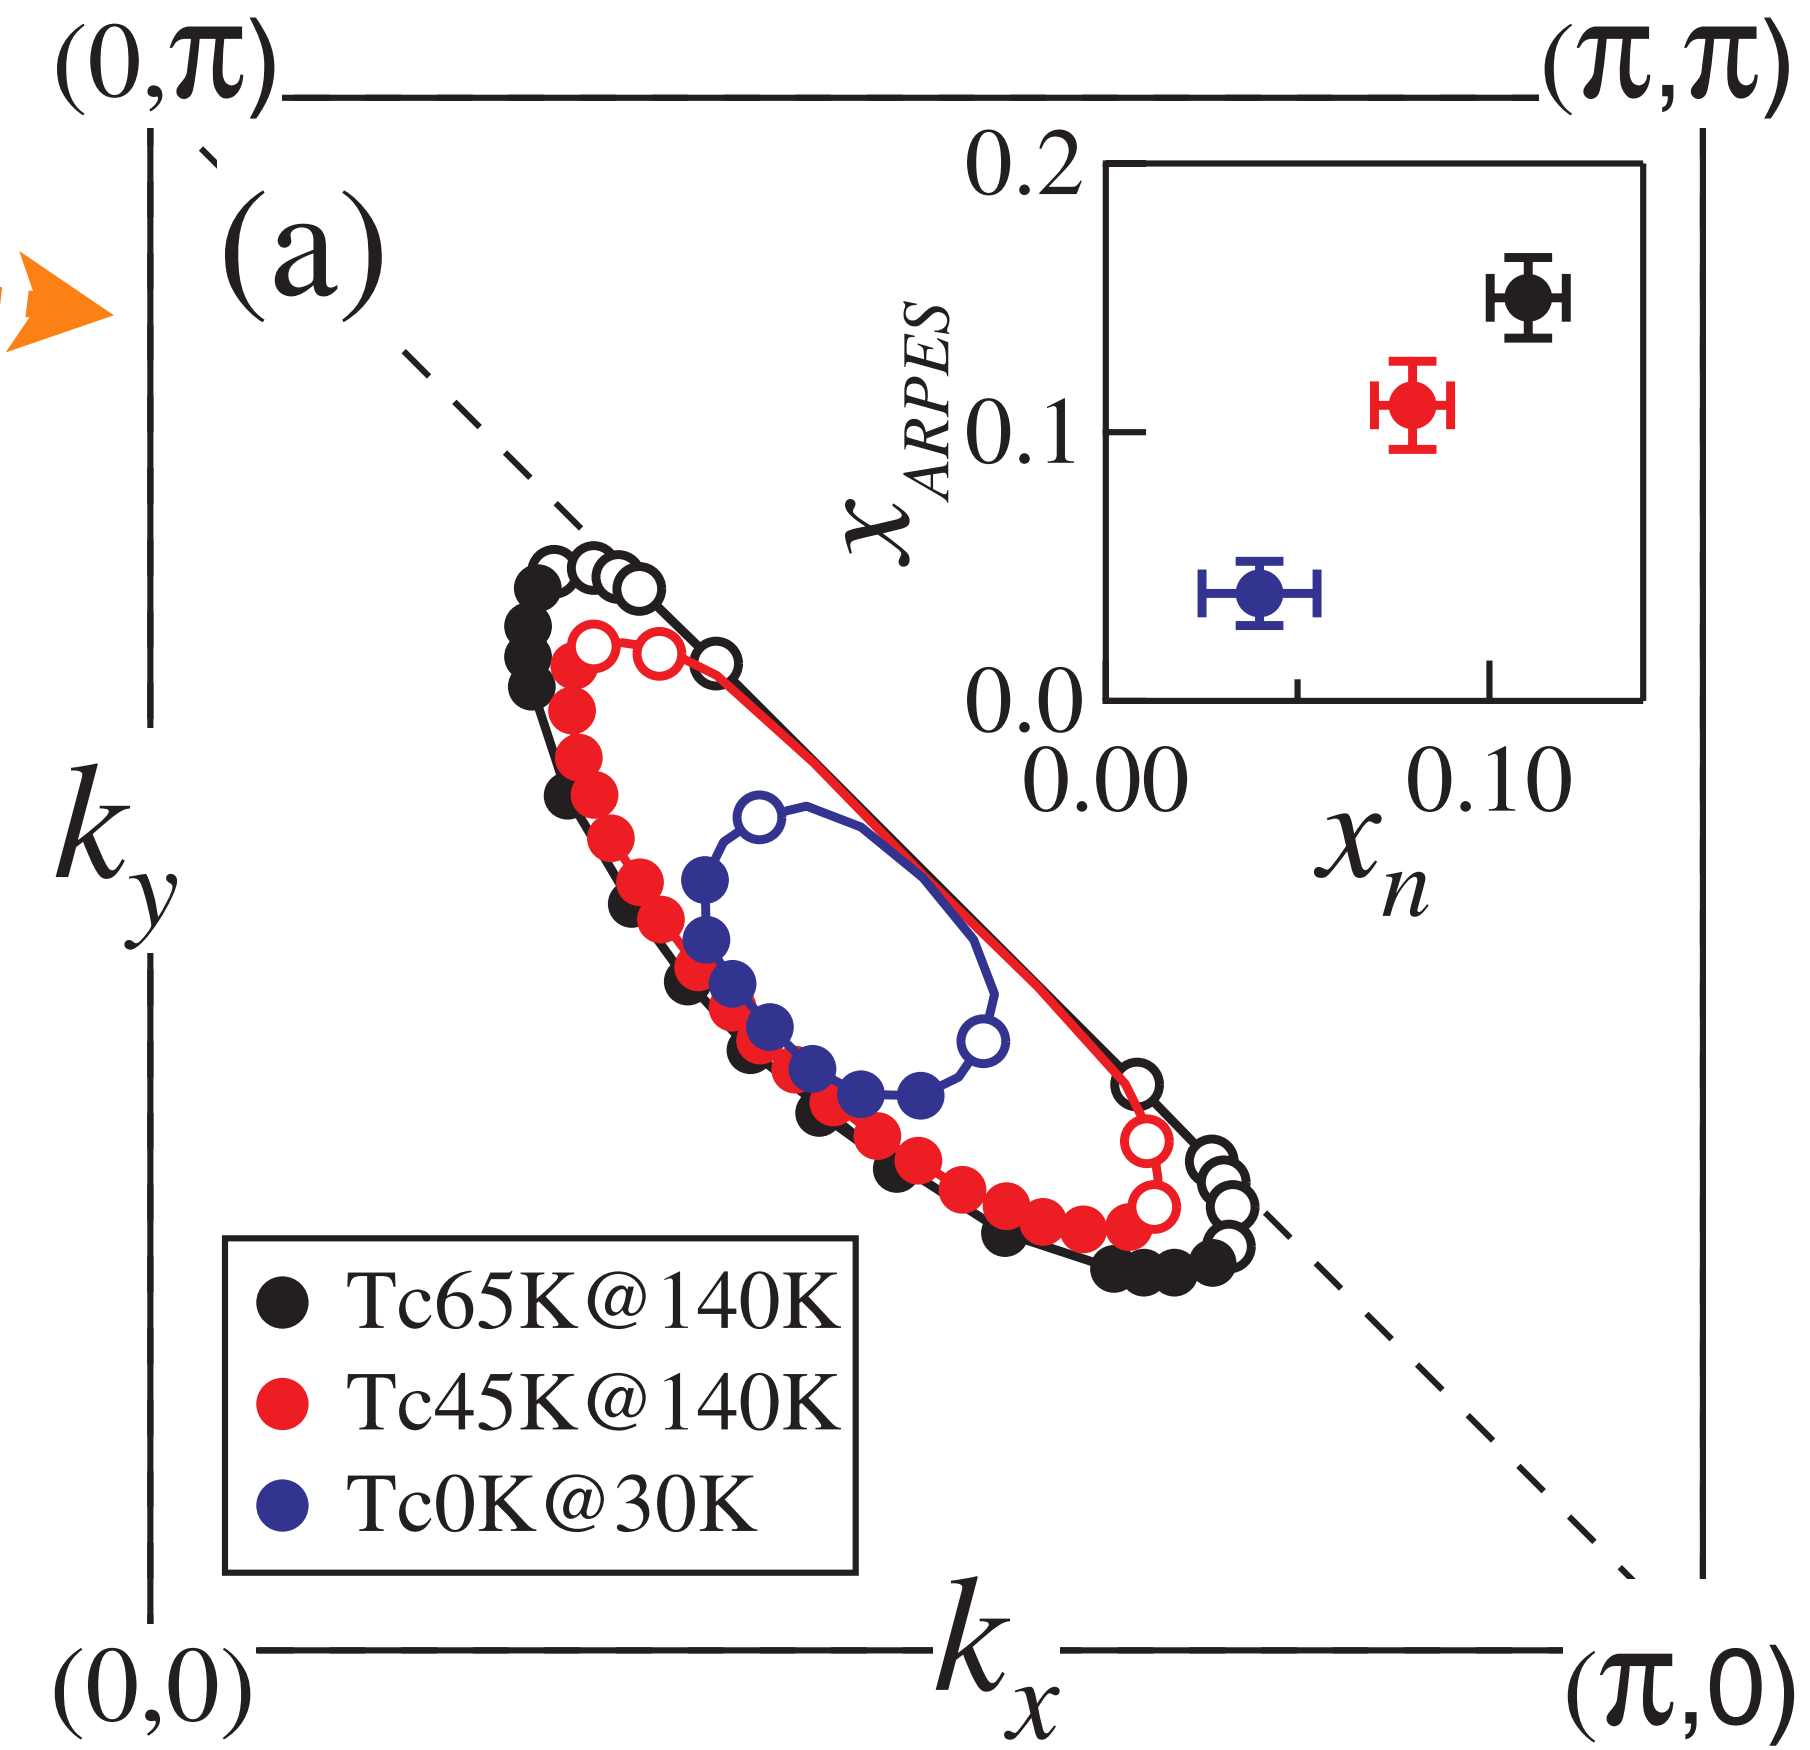 (0,π)
(π,π)
(a)
0.2
0.1
0.0
x_ARPES
0.00
0.10
x_n
k_y
Tc65K@140K
Tc45K@140K
Tc0K@30K
(0,0)
k_x
(π,0)